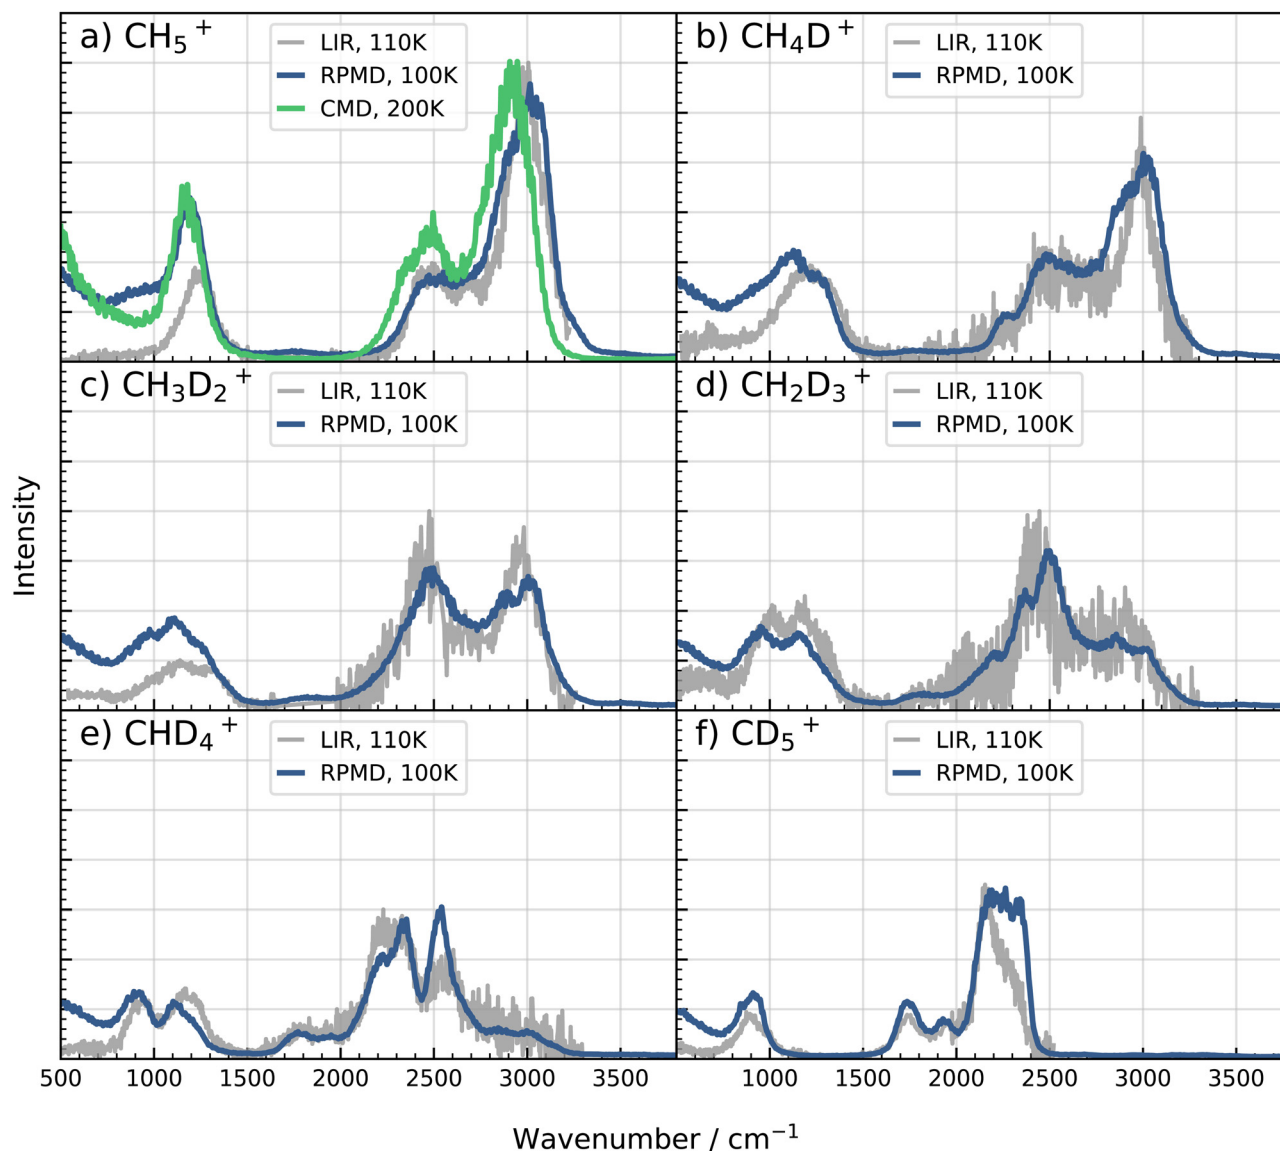 a) CH₅⁺
LIR, 110K
RPMD, 100K
CMD, 200K
b) CH₄D⁺
LIR, 110K
RPMD, 100K
c) CH₃D₂⁺
LIR, 110K
RPMD, 100K
d) CH₂D₃⁺
LIR, 110K
RPMD, 100K
Intensity
e) CHD₄⁺
LIR, 110K
RPMD, 100K
f) CD₅⁺
LIR, 110K
RPMD, 100K
500 1000 1500 2000 2500 3000 3500 1000 1500 2000 2500 3000 3500
Wavenumber / cm⁻¹